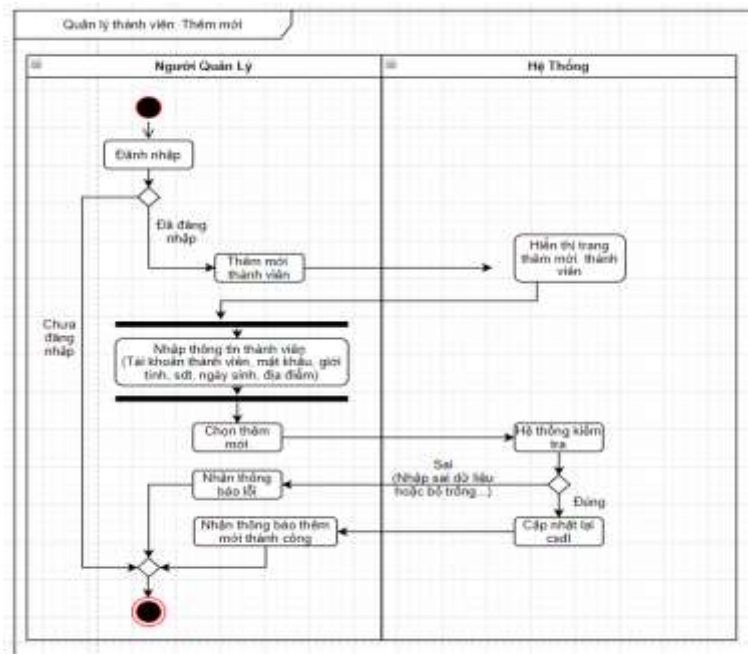 Quản lý thành viên Thêm mới
Người Quản Lý
Hệ Thống
Đănh nhập
Đã đăng
nhập
Thêm mới
thành viên
Hiển thị trang
thêm mới thành
viên
Chưa
đăng
nhập
Nhập thông tin thành viên
(Tài khoản thành viên, mật khẩu, giới
tính, sdt, ngày sinh, địa điểm)
Chọn thêm
mới
Hệ thống kiểm
tra
Sai
(Nhập sai dữ liệu
hoặc bỏ trống...)
Nhận thông
báo lỗi
Đúng
Nhận thông báo thêm
mới thành công
Cập nhật lại
csdl